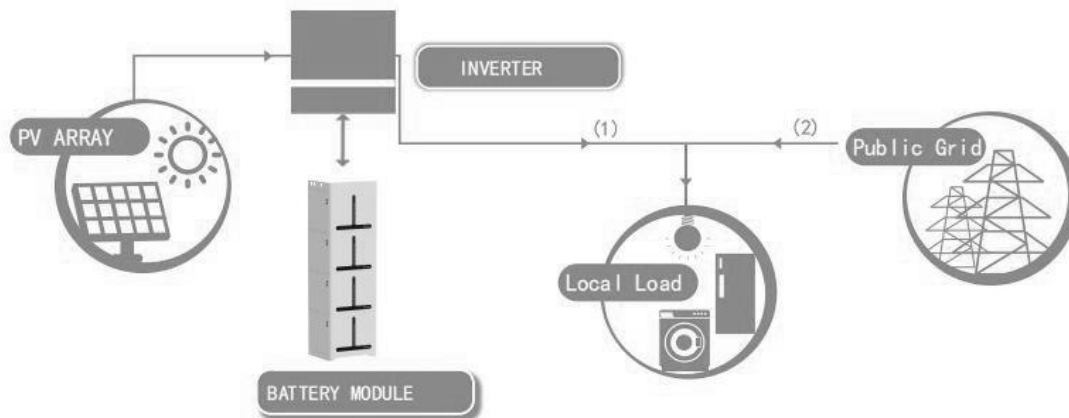 INVERTER
PV ARRAY
(1)
(2)
Public Grid
Local Load
BATTERY MODULE